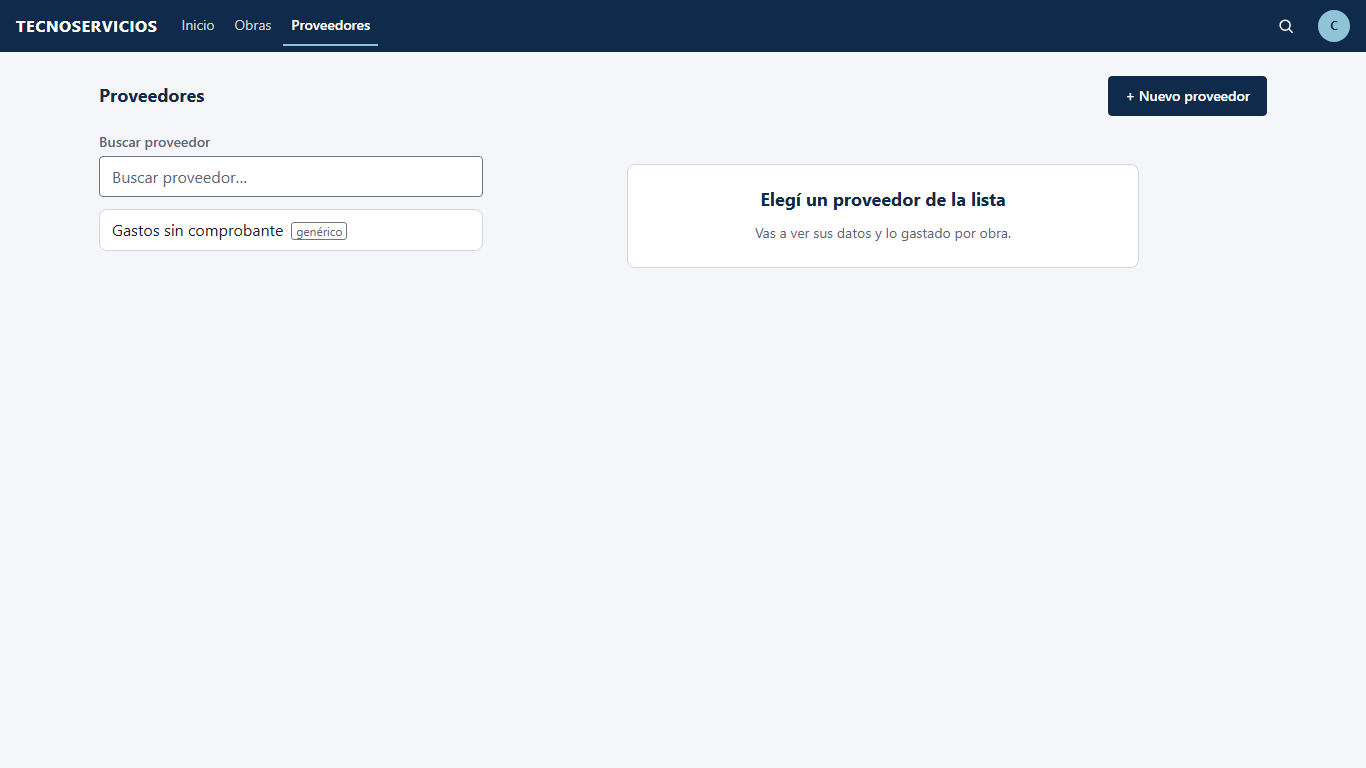 TECNOSERVICIOS Inicio Obras Proveedores C
Proveedores
+ Nuevo proveedor
Buscar proveedor
Buscar proveedor...
Gastos sin comprobante genérico
Elegí un proveedor de la lista
Vas a ver sus datos y lo gastado por obra.